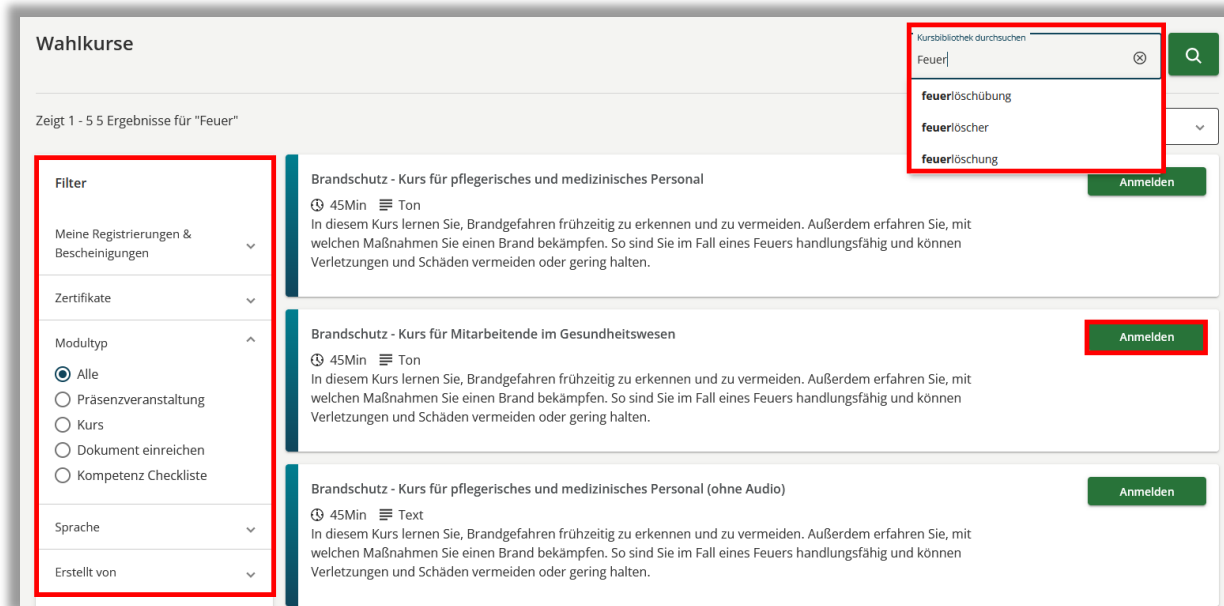 Wahlkurse
Kursbibliothek durchsuchen
Feuer
feuerlöschübung
feuerlöscher
feuerlöschung
Zeigt 1 - 5 5 Ergebnisse für "Feuer"
Filter
Meine Registrierungen &
Bescheinigungen
Zertifikate
Modultyp
Alle
Präsenzveranstaltung
Kurs
Dokument einreichen
Kompetenz Checkliste
Sprache
Erstellt von
Brandschutz - Kurs für pflegerisches und medizinisches Personal
Anmelden
45Min Ton
In diesem Kurs lernen Sie, Brandgefahren frühzeitig zu erkennen und zu vermeiden. Außerdem erfahren Sie, mit
welchen Maßnahmen Sie einen Brand bekämpfen. So sind Sie im Fall eines Feuers handlungsfähig und können
Verletzungen und Schäden vermeiden oder gering halten.
Brandschutz - Kurs für Mitarbeitende im Gesundheitswesen
Anmelden
45Min Ton
In diesem Kurs lernen Sie, Brandgefahren frühzeitig zu erkennen und zu vermeiden. Außerdem erfahren Sie, mit
welchen Maßnahmen Sie einen Brand bekämpfen. So sind Sie im Fall eines Feuers handlungsfähig und können
Verletzungen und Schäden vermeiden oder gering halten.
Brandschutz - Kurs für pflegerisches und medizinisches Personal (ohne Audio)
Anmelden
45Min Text
In diesem Kurs lernen Sie, Brandgefahren frühzeitig zu erkennen und zu vermeiden. Außerdem erfahren Sie, mit
welchen Maßnahmen Sie einen Brand bekämpfen. So sind Sie im Fall eines Feuers handlungsfähig und können
Verletzungen und Schäden vermeiden oder gering halten.